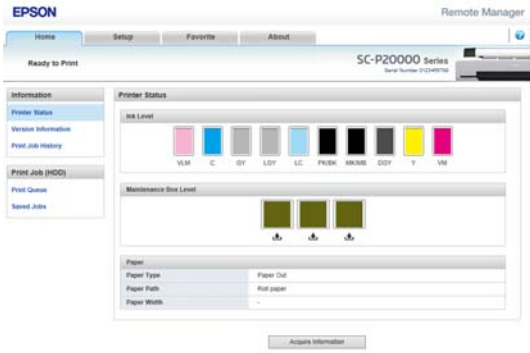 EPSON Remote Manager
Home Setup Favorite About
Ready to Print
SC-P20000 Series
Serial Number 0123456789
Information
Printer Status
Version Information
Print Job History
Print Job (HDD)
Print Queue
Saved Jobs
Printer Status
Ink Level
VLM C GY LGY LC PK/BK MK/MB DGY Y VM
Maintenance Box Level
Paper
Paper Type Paper Out
Paper Path Roll paper
Paper Width -
Acquire Information